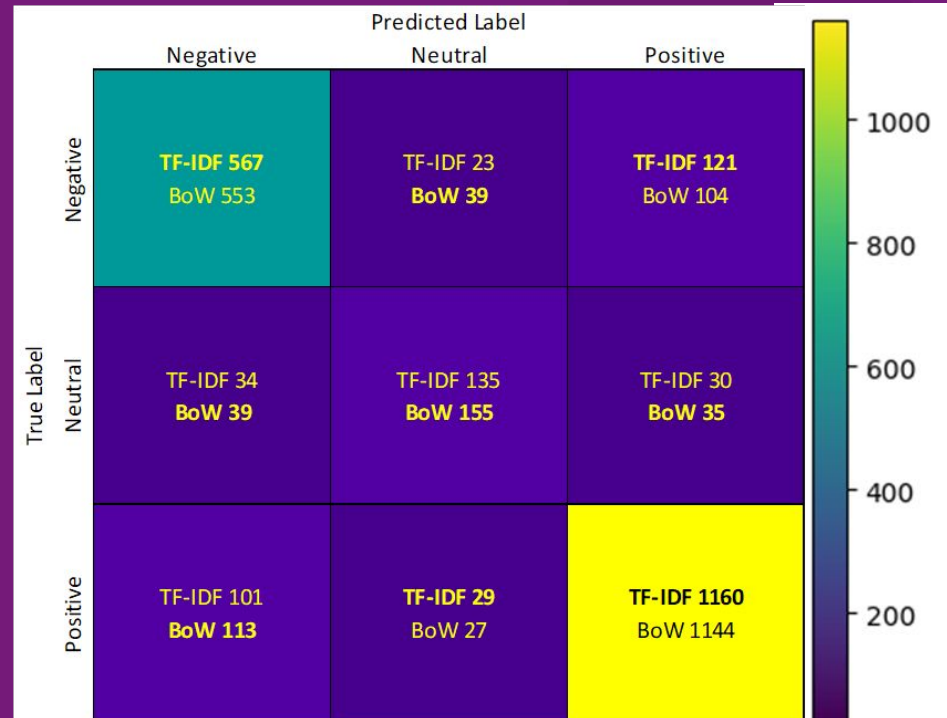 Predicted Label
Negative Neutral Positive
1000
800
600
400
200
True Label
Negative
TF-IDF 567
BoW 553
TF-IDF 23
BoW 39
TF-IDF 121
BoW 104
Neutral
TF-IDF 34
BoW 39
TF-IDF 135
BoW 155
TF-IDF 30
BoW 35
Positive
TF-IDF 101
BoW 113
TF-IDF 29
BoW 27
TF-IDF 1160
BoW 1144